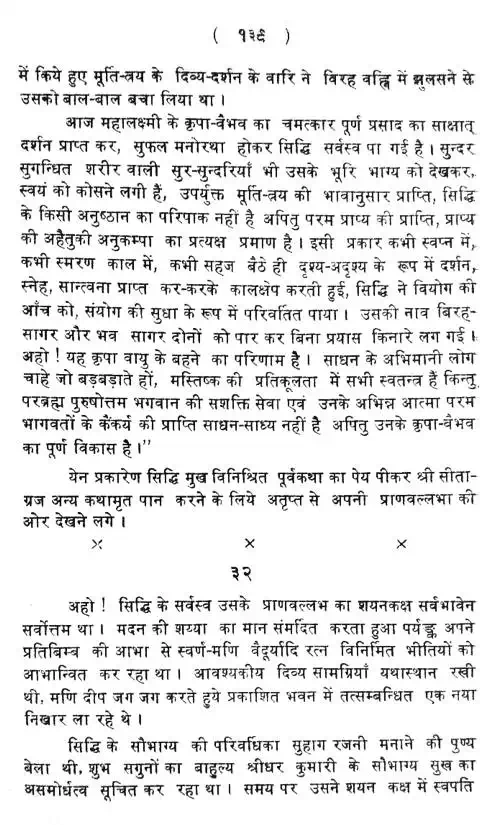 ( १३९ )
में किये हुए मूर्ति-त्रय के दिव्य-दर्शन के वारि ने विरह वह्नि में झुलसने से
उसको बाल-बाल बचा लिया था ।
आज महालक्ष्मी के कृपा-वैभव का चमत्कार पूर्ण प्रसाद का साक्षात्
दर्शन प्राप्त कर, सुफल मनोरथा होकर सिद्धि सर्वस्व पा गई है । सुन्दर
सुगन्धित शरीर वाली सुर-सुन्दरियाँ भी उसके भूरि भाग्य को देखकर,
स्वयं को कोसने लगी हैं, उपर्युक्त मूर्ति-त्रय की भावानुसार प्राप्ति, सिद्धि
के किसी अनुष्ठान का परिपाक नहीं है अपितु परम प्राप्य की प्राप्ति, प्राप्य
की अहैतुकी अनुकम्पा का प्रत्यक्ष प्रमाण है । इसी प्रकार कभी स्वप्न में,
कभी स्मरण काल में, कभी सहज बैठे ही दृश्य-अदृश्य के रूप में दर्शन,
स्नेह, सान्त्वना प्राप्त कर-करके कालक्षेप करती हुई, सिद्धि ने वियोग की
आँच को, संयोग की सुधा के रूप में परिवर्तित पाया । उसकी नाव बिरह-
सागर और भव सागर दोनों को पार कर बिना प्रयास किनारे लग गई ।
अहो ! यह कृपा वायु के बहने का परिणाम है । साधन के अभिमानी लोग
चाहे जो बड़बड़ाते हों, मस्तिष्क की प्रतिकूलता में सभी स्वतन्त्र हैं किन्तु
परब्रह्म पुरुषोत्तम भगवान की सशक्ति सेवा एवं उनके अभिन्न आत्मा परम
भागवतों के कैंकर्य की प्राप्ति साधन-साध्य नहीं है अपितु उनके कृपा-वैभव
का पूर्ण विकास है ।”
येन प्रकारेण सिद्धि मुख विनिश्रित पूर्वकथा का पेय पीकर श्री सीता-
ग्रज अन्य कथामृत पान करने के लिये अतृप्त से अपनी प्राणवल्लभा की
ओर देखने लगे ।
× × ×
३२
अहो ! सिद्धि के सर्वस्व उसके प्राणवल्लभ का शयनकक्ष सर्वभावेन
सर्वोत्तम था । मदन की शय्या का मान संमर्दित करता हुआ पर्यङ्क अपने
प्रतिबिम्ब की आभा से स्वर्ण-मणि वैदूर्यादि रत्न विनिर्मित भीतियों को
आभान्वित कर रहा था । आवश्यकीय दिव्य सामग्रियाँ यथास्थान रखी
थी, मणि दीप जग जग करते हुये प्रकाशित भवन में तत्सम्बन्धित एक नया
निखार ला रहे थे ।
सिद्धि के सौभाग्य की परिवर्धिका सुहाग रजनी मनाने की पुण्य
बेला थी, शुभ सगुनों का बाहुल्य श्रीधर कुमारी के सौभाग्य सुख का
असमोर्धत्व सूचित कर रहा था । समय पर उसने शयन कक्ष में स्वपति